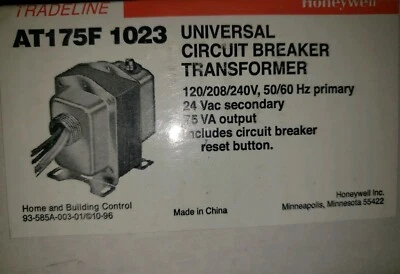 TRADELINE
Honeywell
AT175F 1023
UNIVERSAL
CIRCUIT BREAKER
TRANSFORMER
120/208/240V, 50/60 Hz primary
24 Vac secondary
75 VA output
Includes circuit breaker
reset button.
Home and Building Control
93-585A-003-01/©10-96
Made in China
Honeywell Inc.
Minneapolis, Minnesota 55422